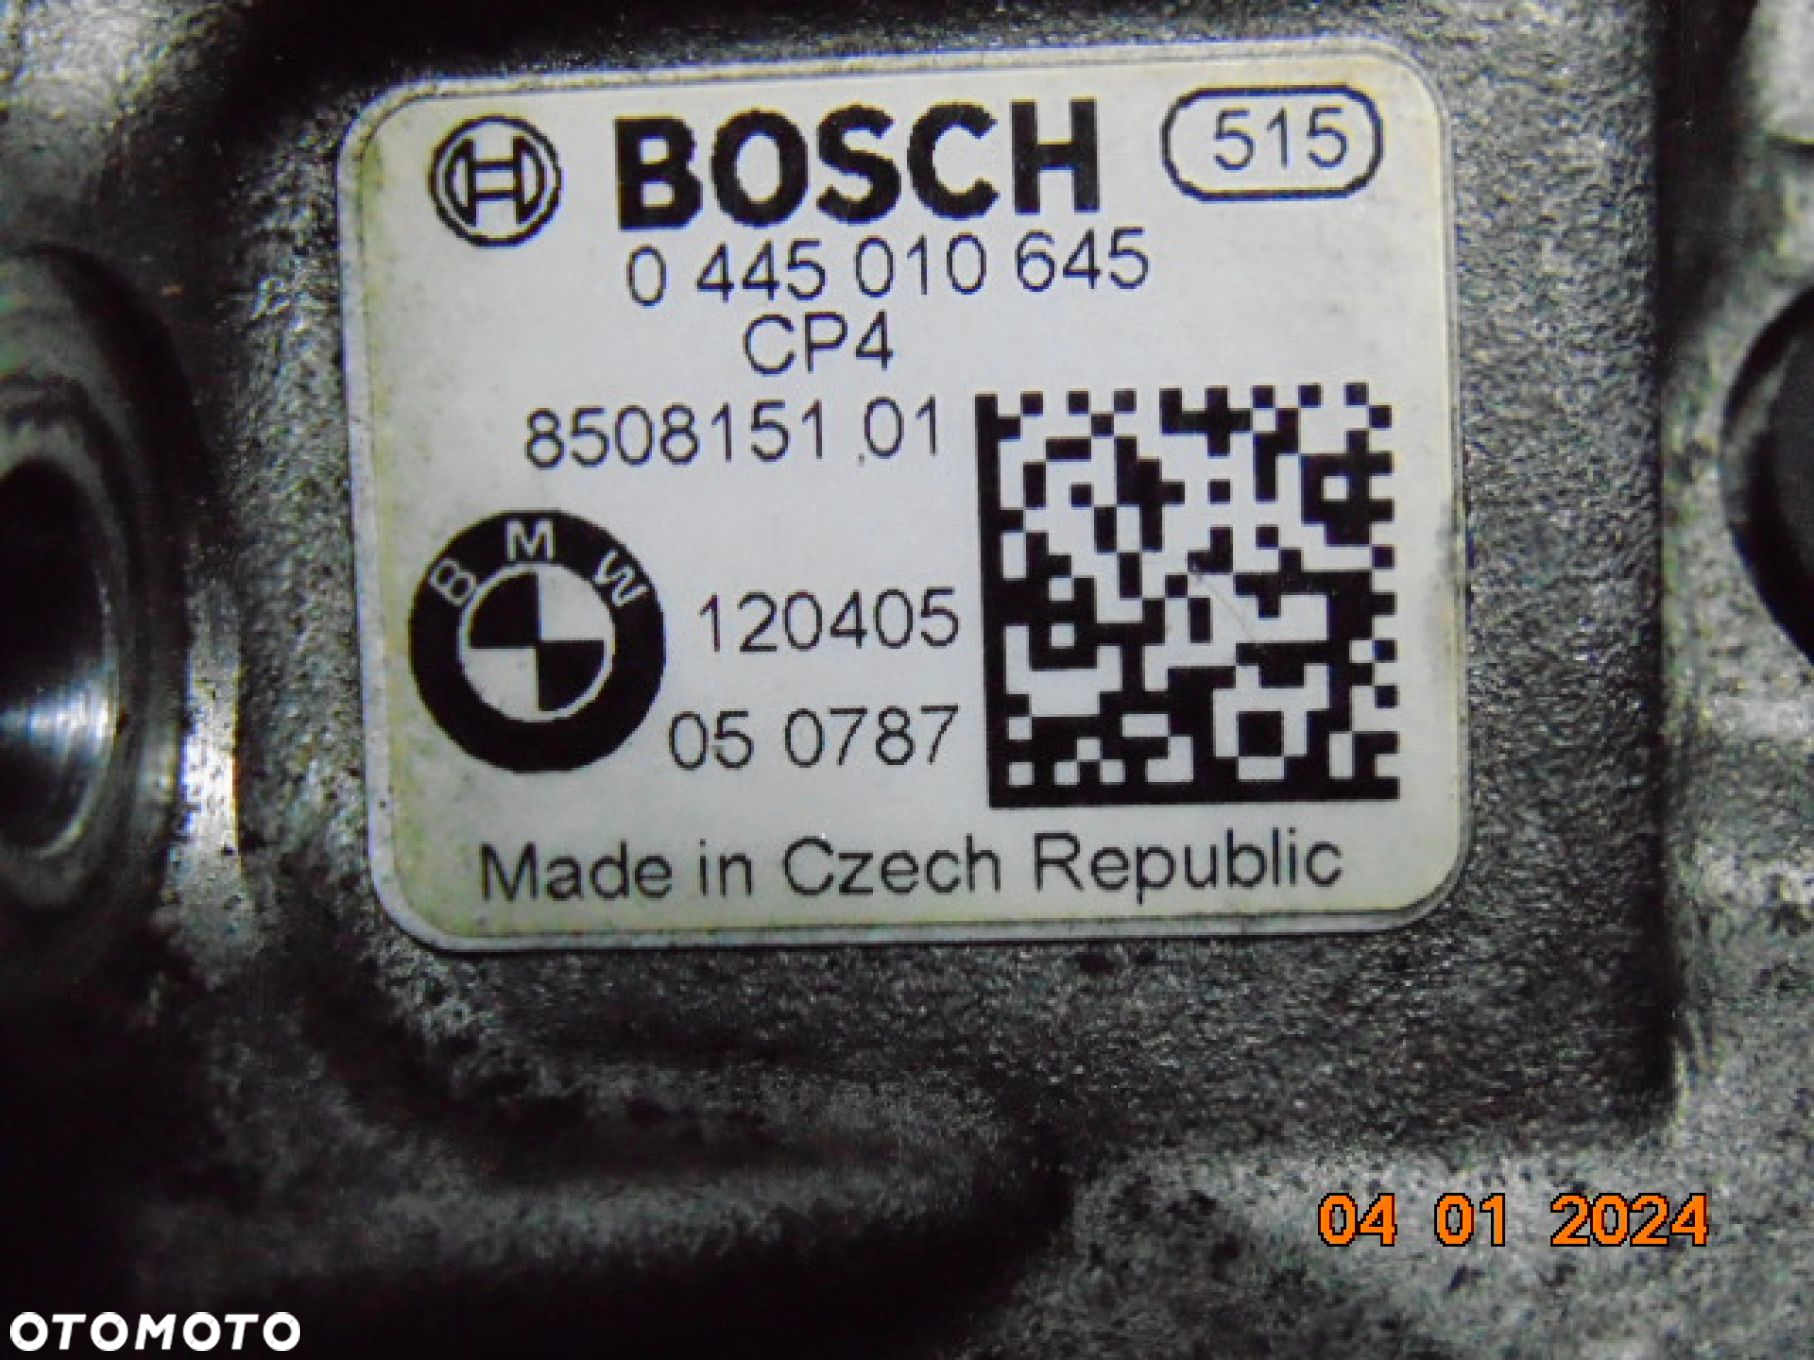 BOSCH 515
0 445 010 645
CP4
8508151 01
BMW
120405
05 0787
Made in Czech Republic
04 01 2024
OTOMOTO